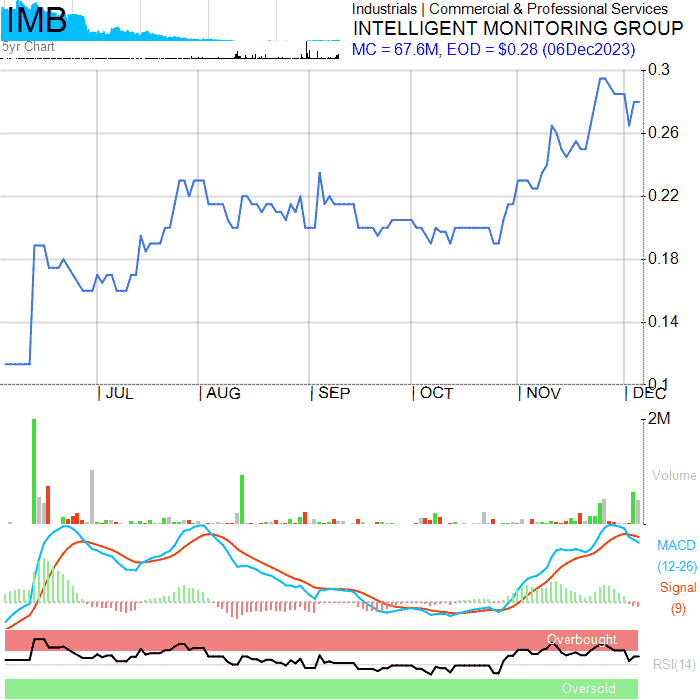 IMB
5yr Chart
Industrials | Commercial & Professional Services
INTELLIGENT MONITORING GROUP
MC = 67.6M, EOD = $0.28 (06Dec2023)
0.3
0.26
0.22
0.18
0.14
0.1
| JUL | AUG | SEP | OCT | NOV | DEC
2M
Volume
MACD
(12-26)
Signal
(9)
Overbought
RSI(14)
Oversold